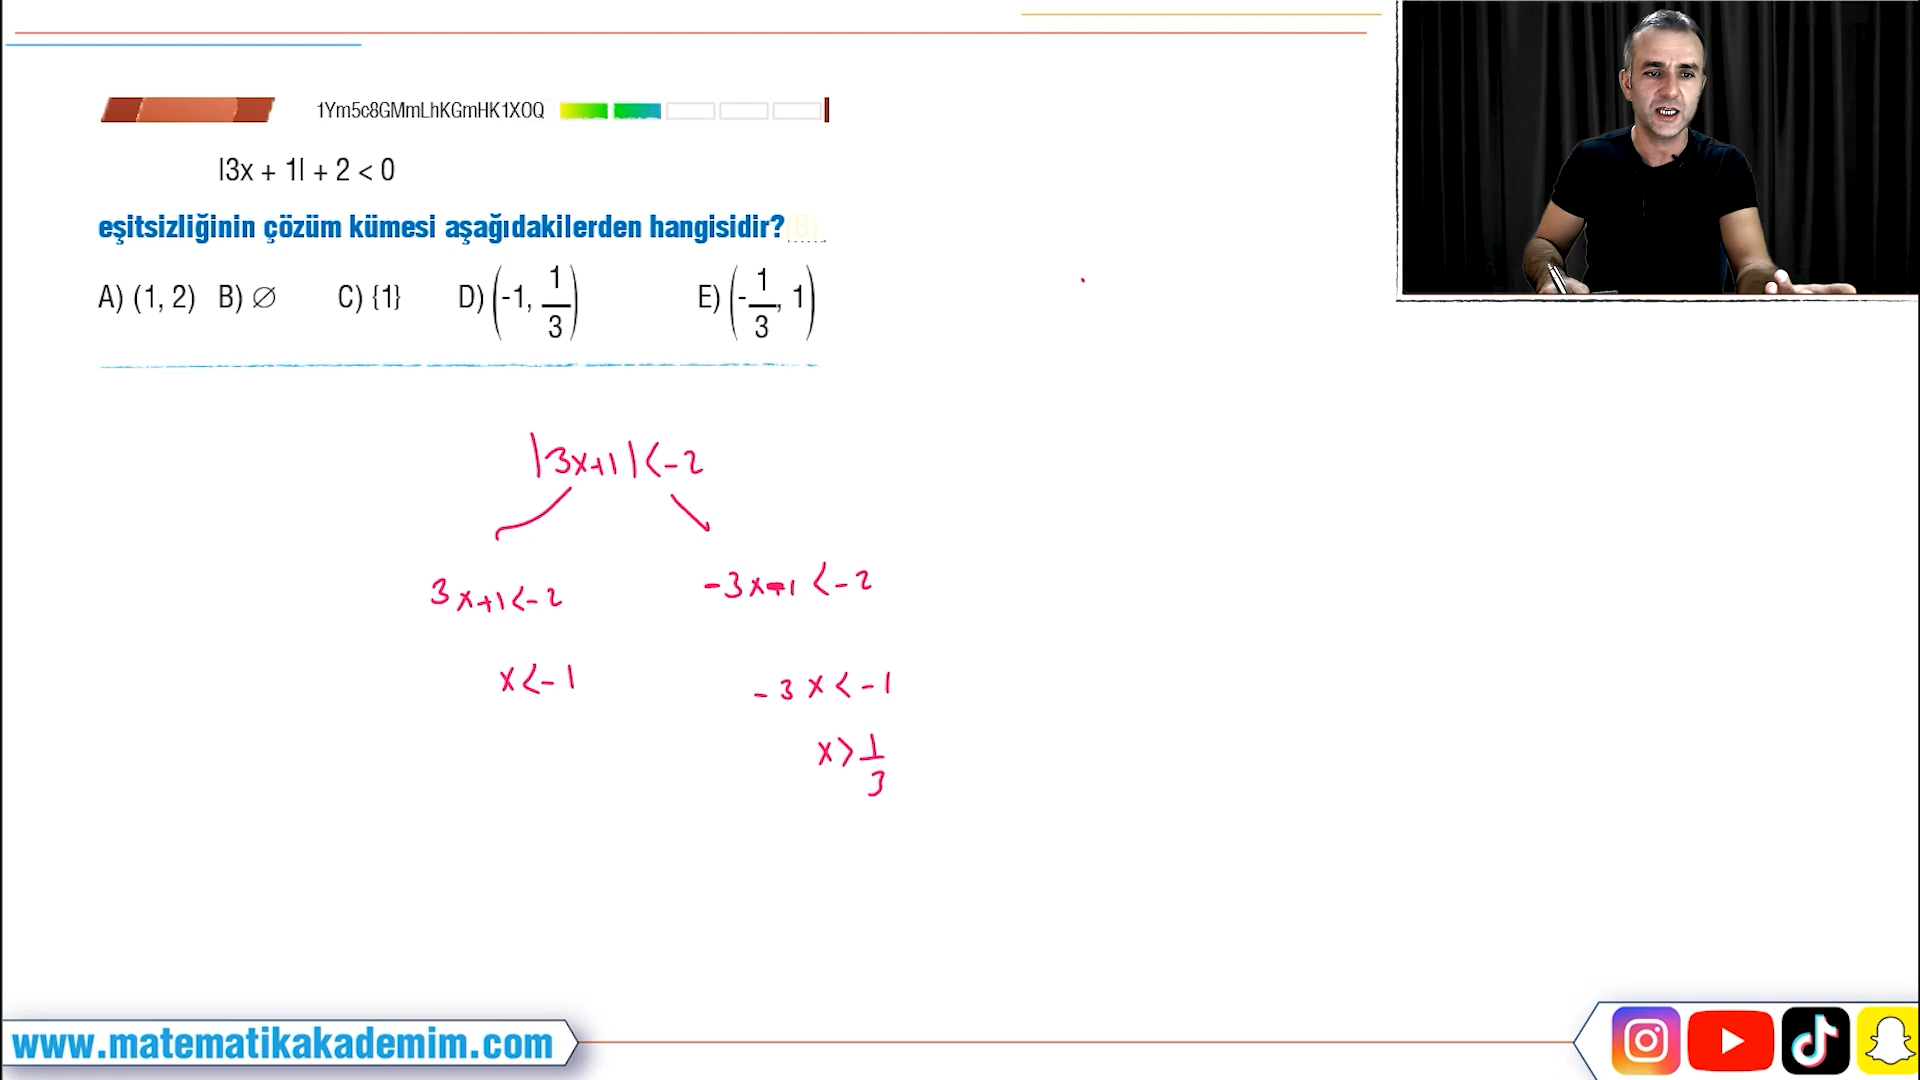 1Ym5c8GMmLhKGmHK1XOQ
|3x + 1| + 2 < 0
eşitsizliğinin çözüm kümesi aşağıdakilerden hangisidir? (B)
A) (1, 2) B) ∅ C) {1} D) (-1, 1/3) E) (-1/3, 1)
|3x+1| < -2
3x+1 < -2 -3x-1 < -2
x < -1 -3x < -1
x > 1/3
www.matematikakademim.com